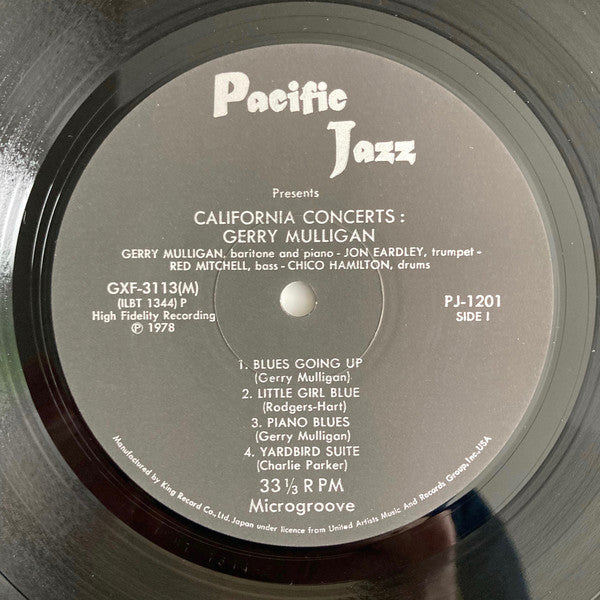 Pacific
Jazz
Presents
CALIFORNIA CONCERTS :
GERRY MULLIGAN
GERRY MULLIGAN, baritone and piano - JON EARDLEY, trumpet -
RED MITCHELL, bass - CHICO HAMILTON, drums
GXF-3113(M)
(ILBT 1344) P
High Fidelity Recording
℗ 1978
PJ-1201
SIDE I
1. BLUES GOING UP
(Gerry Mulligan)
2. LITTLE GIRL BLUE
(Rodgers-Hart)
3. PIANO BLUES
(Gerry Mulligan)
4. YARDBIRD SUITE
(Charlie Parker)
33 ⅓ R PM
Microgroove
Manufactured by King Record Co., Ltd. Japan under licence from United Artists Music And Records Group, Inc. USA